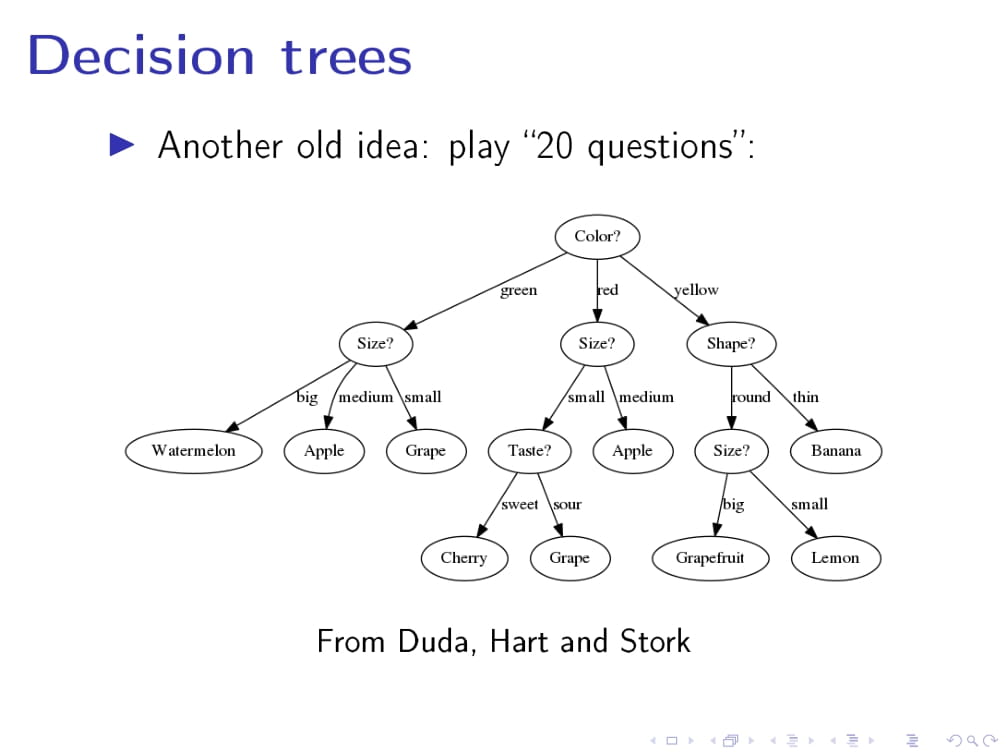 Decision trees
Another old idea: play “20 questions”:
Color?
green red yellow
Size? Size? Shape?
big medium small small medium round thin
Watermelon Apple Grape Taste? Apple Size? Banana
sweet sour big small
Cherry Grape Grapefruit Lemon
From Duda, Hart and Stork